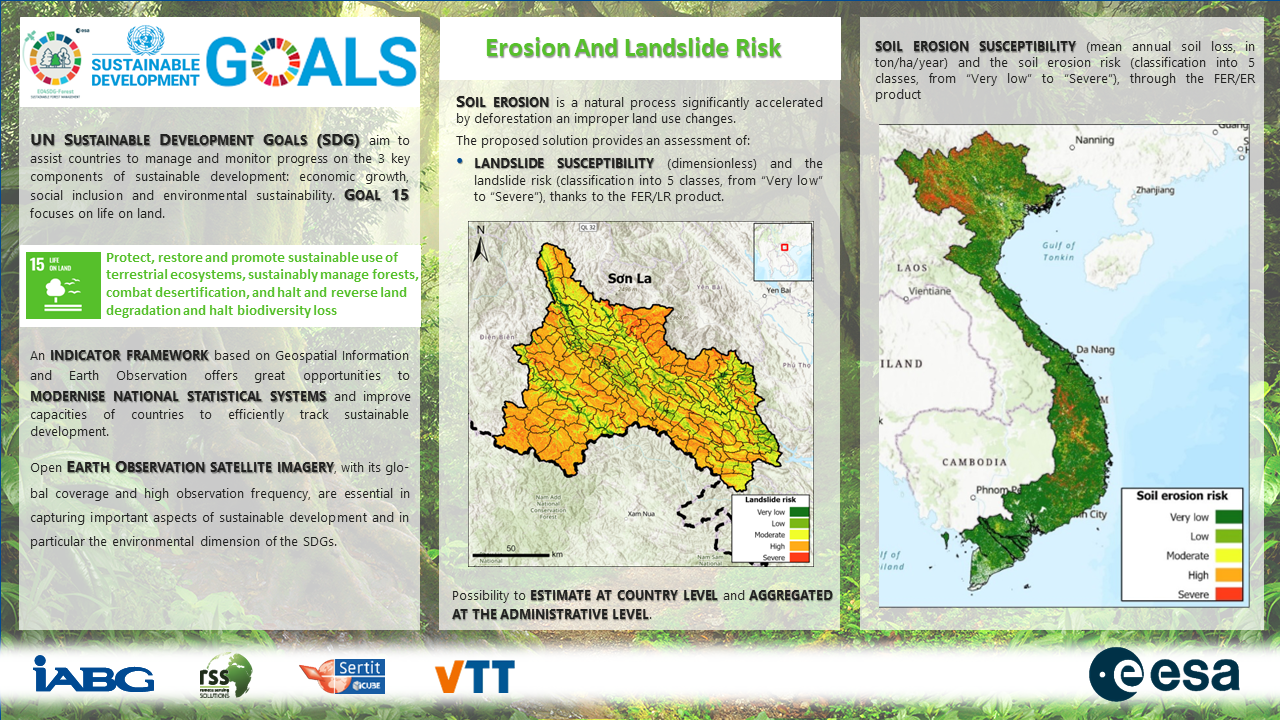 esa
EO4SDG-Forest
SUSTAINABLE FOREST MANAGEMENT
SUSTAINABLE
DEVELOPMENT
GOALS
UN SUSTAINABLE DEVELOPMENT GOALS (SDG) aim to
assist countries to manage and monitor progress on the 3 key
components of sustainable development: economic growth,
social inclusion and environmental sustainability. GOAL 15
focuses on life on land.
15 LIFE
ON LAND
Protect, restore and promote sustainable use of
terrestrial ecosystems, sustainably manage forests,
combat desertification, and halt and reverse land
degradation and halt biodiversity loss
An INDICATOR FRAMEWORK based on Geospatial Information
and Earth Observation offers great opportunities to
MODERNISE NATIONAL STATISTICAL SYSTEMS and improve
capacities of countries to efficiently track sustainable
development.
Open EARTH OBSERVATION SATELLITE IMAGERY, with its glo-
bal coverage and high observation frequency, are essential in
capturing important aspects of sustainable development and in
particular the environmental dimension of the SDGs.
Erosion And Landslide Risk
SOIL EROSION is a natural process significantly accelerated
by deforestation an improper land use changes.
The proposed solution provides an assessment of:
• LANDSLIDE SUSCEPTIBILITY (dimensionless) and the
landslide risk (classification into 5 classes, from “Very low”
to “Severe”), thanks to the FER/LR product.
N
QL 32
Sơn La
Yen Bai
Yen Bai
Điện Biên
Phú Thọ
Nam Add
National
Conservation
Forest
Xam Nua
Nam Sam
National
National
50
km
Landslide risk
Very low
Low
Moderate
High
Severe
Possibility to ESTIMATE AT COUNTRY LEVEL and AGGREGATED
AT THE ADMINISTRATIVE LEVEL.
SOIL EROSION SUSCEPTIBILITY (mean annual soil loss, in
ton/ha/year) and the soil erosion risk (classification into 5
classes, from “Very low” to “Severe”), through the FER/ER
product
Guang
Nanning
Zhanjiang
Gulf of
Tonkin
LAOS
Vientiane
Da Nang
ILAND
M
CAMBODIA
Phnom Pe
h City
lf of
iland
Soil erosion risk
Very low
Low
Moderate
High
Severe
iABG
rss
remote sensing
SOLUTIONS
Sertit
ICUBE
VTT
esa